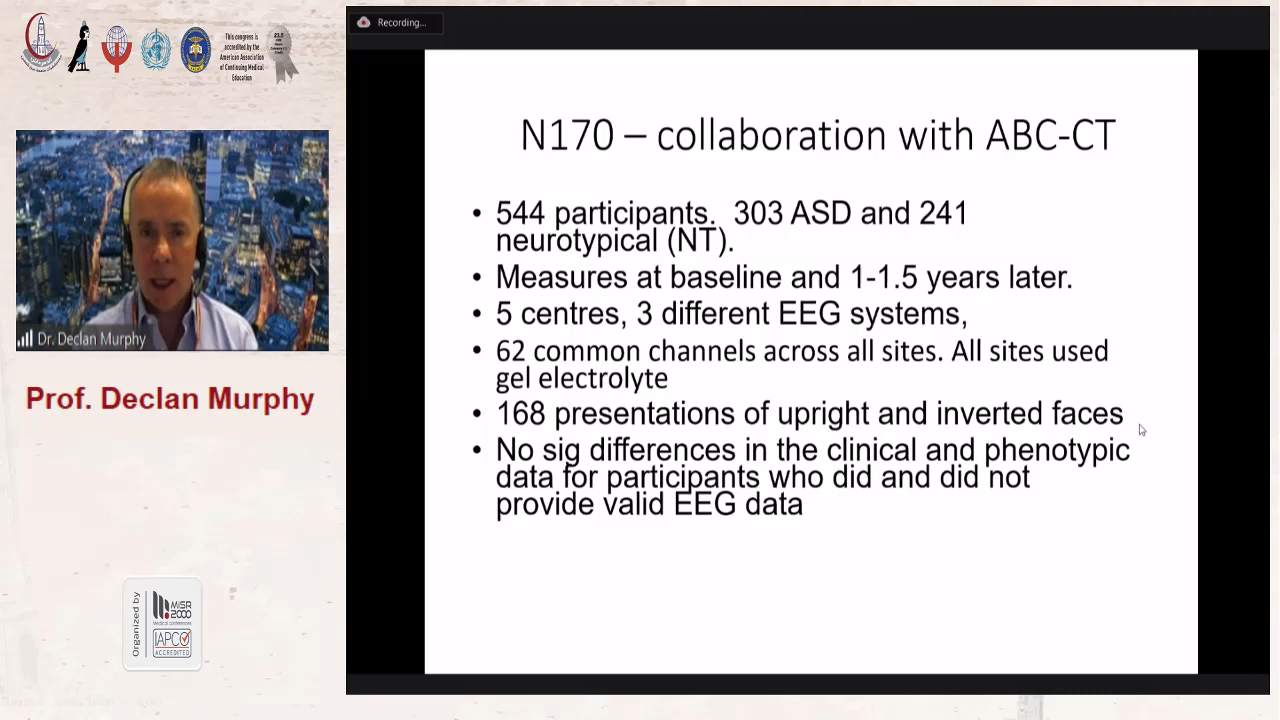 This congress is
accredited by the
American Association
of Continuing Medical
Education
Recording...
N170 – collaboration with ABC-CT
• 544 participants. 303 ASD and 241
neurotypical (NT).
• Measures at baseline and 1-1.5 years later.
• 5 centres, 3 different EEG systems,
• 62 common channels across all sites. All sites used
gel electrolyte
• 168 presentations of upright and inverted faces
• No sig differences in the clinical and phenotypic
data for participants who did and did not
provide valid EEG data
Dr. Declan Murphy
Prof. Declan Murphy
Organized by
MiSR
2000
Medical conferences
IAPCO
ACCREDITED